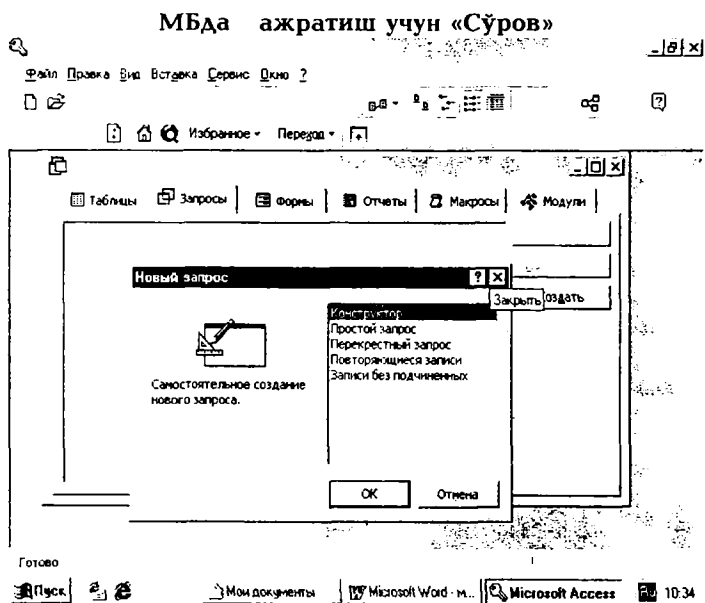 МБда ажратиш учун «Сўров»
Файл Правка Вид Вставка Сервис Окно ?
Избранное Переход
Таблицы Запросы Формы Отчеты Макросы Модули
Новый запрос
Закрыть оздать
Конструктор
Простой запрос
Перекрестный запрос
Повторяющиеся записи
Записи без подчиненных
Самостоятельное создание
нового запроса.
ОК Отмена
Готово
Пуск Мои документы Microsoft Word - м... Microsoft Access Ru 10:34